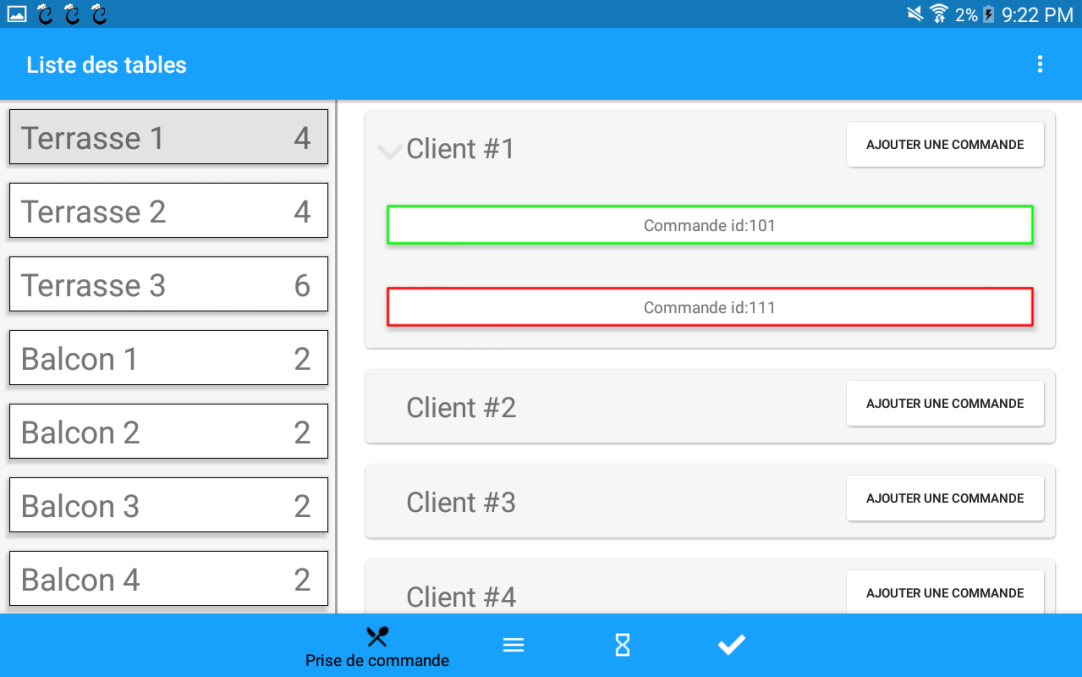 2% 9:22 PM
Liste des tables
Terrasse 1 4
Terrasse 2 4
Terrasse 3 6
Balcon 1 2
Balcon 2 2
Balcon 3 2
Balcon 4 2
Client #1 AJOUTER UNE COMMANDE
Commande id:101
Commande id:111
Client #2 AJOUTER UNE COMMANDE
Client #3 AJOUTER UNE COMMANDE
Client #4 AJOUTER UNE COMMANDE
Prise de commande